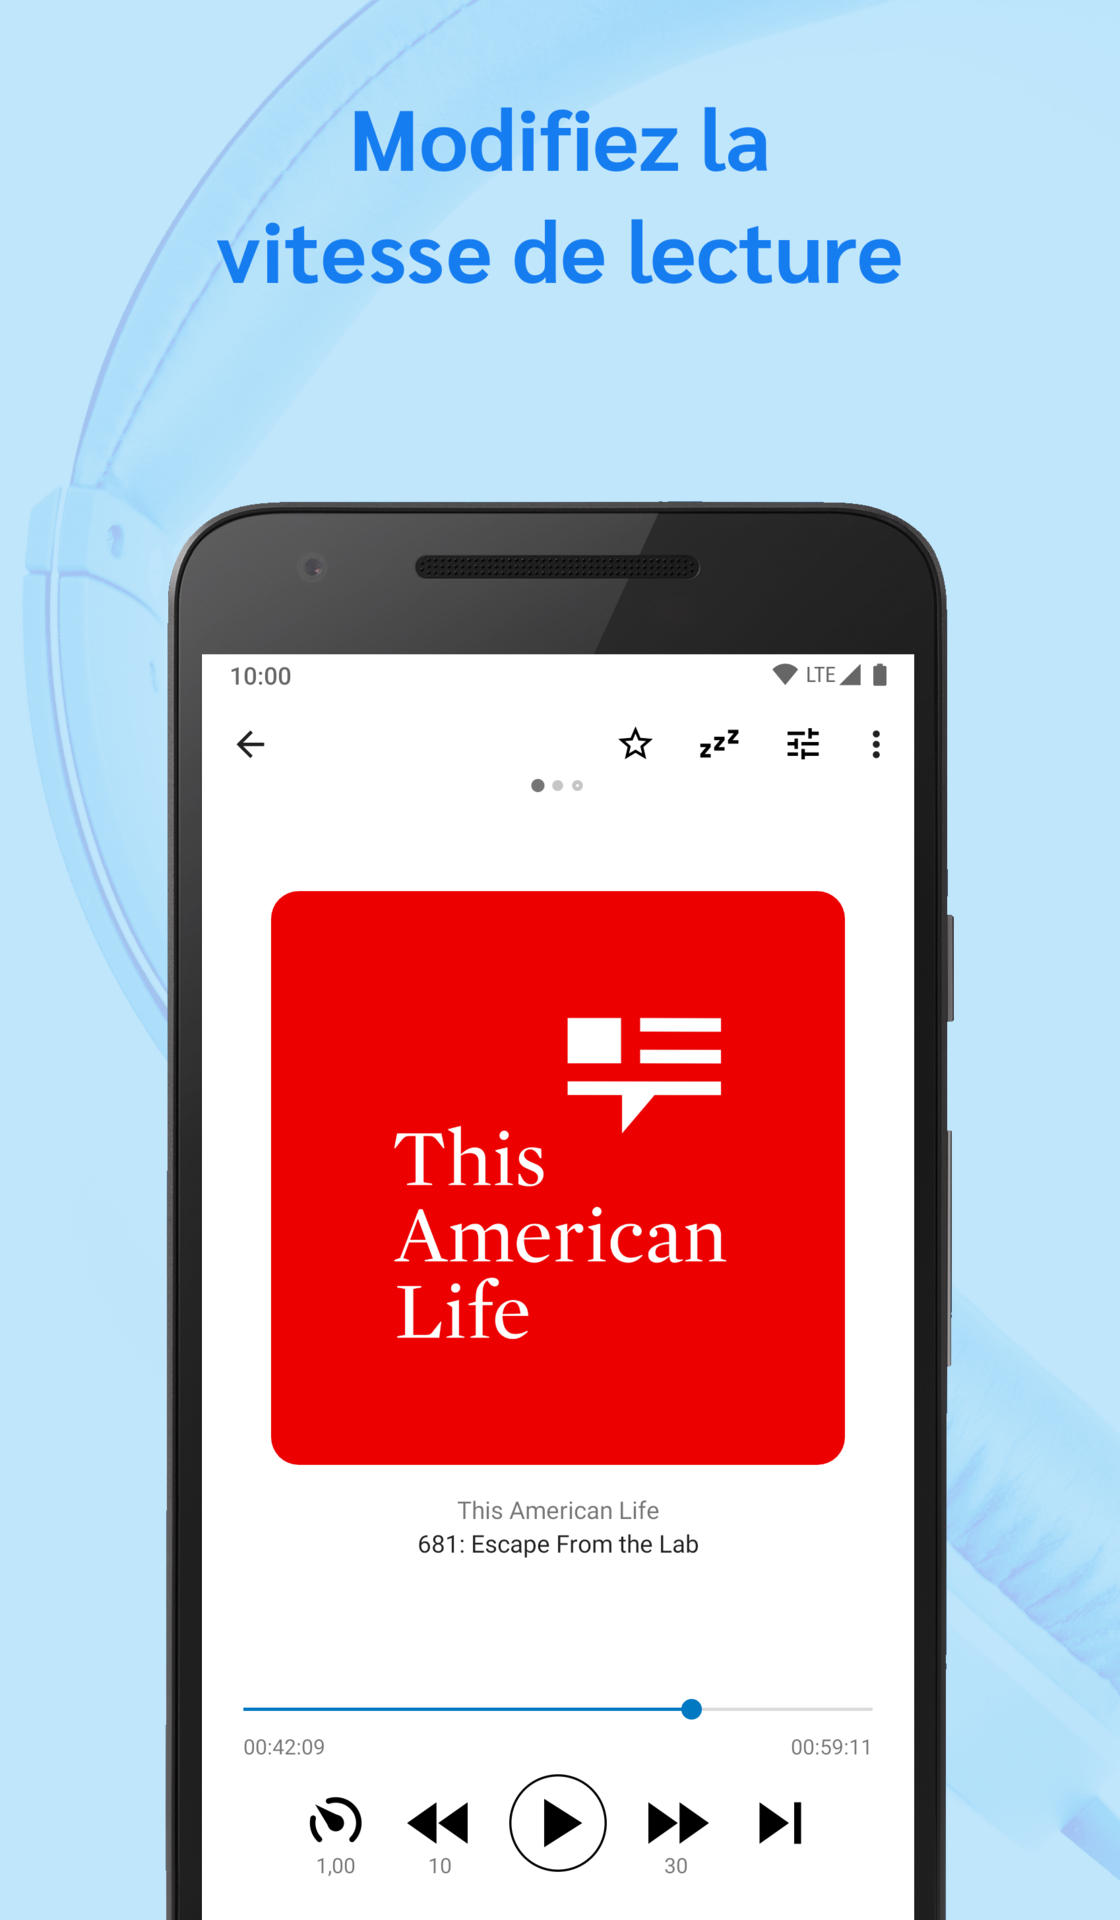 Modifiez la
vitesse de lecture
10:00 LTE
zzz
This
American
Life
This American Life
681: Escape From the Lab
00:42:09 00:59:11
1,00 10 30